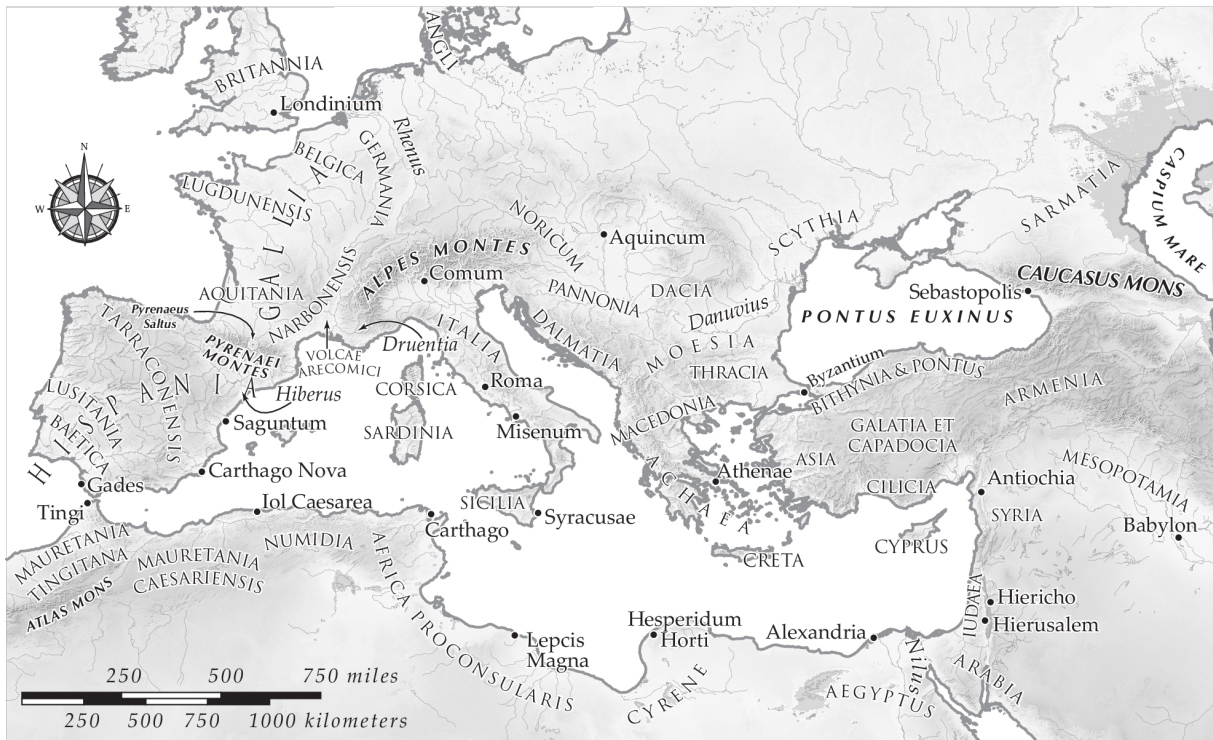 ANGLI
BRITANNIA
Londinium
Rhenus
BELGICA
GERMANIA
LUGDUNENSIS
GALLIA
N
W
E
S
CASPIUM MARE
SARMATIA
SCYTHIA
NORICUM
Aquincum
ALPES MONTES
Comum
NARBONENSIS
AQUITANIA
PANNONIA
DACIA
Danuvius
Sebastopolis
CAUCASUS MONS
PONTUS EUXINUS
Pyrenaeus
Saltus
PYRENAEI
MONTES
TARRACONENSIS
VOLCAE
ARECOMICI
Druentia
ITALIA
DALMATIA
MOESIA
THRACIA
Byzantium
BITHYNIA & PONTUS
ARMENIA
HISPANIA
LUSITANIA
BAETICA
Hiberus
CORSICA
Roma
SARDINIA
Misenum
MACEDONIA
Saguntum
GALATIA ET
CAPADOCIA
ASIA
Athenae
ACHAEA
CILICIA
Antiochia
MESOPOTAMIA
SYRIA
Babylon
Carthago Nova
Gades
Tingi
Iol Caesarea
SICILIA
Syracusae
Carthago
CRETA
CYPRUS
MAURETANIA
TINGITANA
MAURETANIA
CAESARIENSIS
NUMIDIA
ATLAS MONS
AFRICA PROCONSULARIS
Lepcis
Magna
Hesperidum
Horti
CYRENE
Alexandria
IUDAEA
Hiericho
Hierusalem
Nilus
ARABIA
AEGYPTUS
250 500 750 miles
250 500 750 1000 kilometers